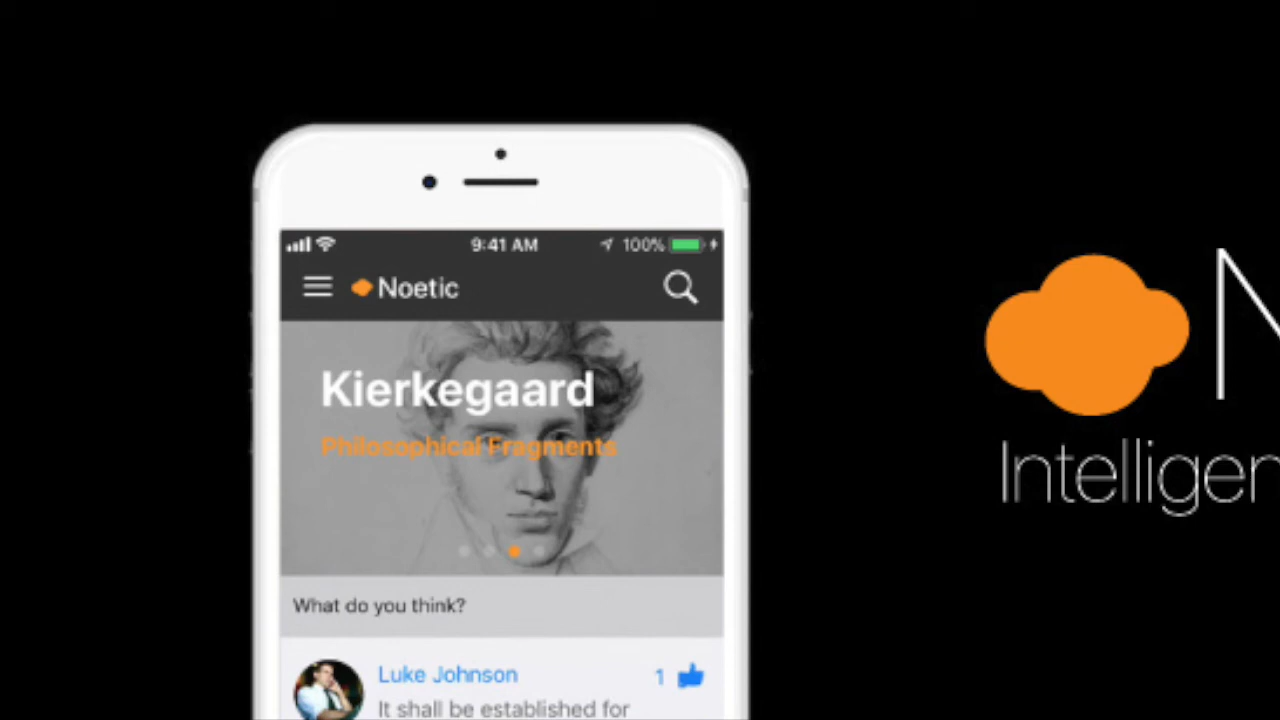 9:41 AM 100%
Noetic
Kierkegaard
Philosophical Fragments
What do you think?
Luke Johnson 1
It shall be established for
N
Intelligen